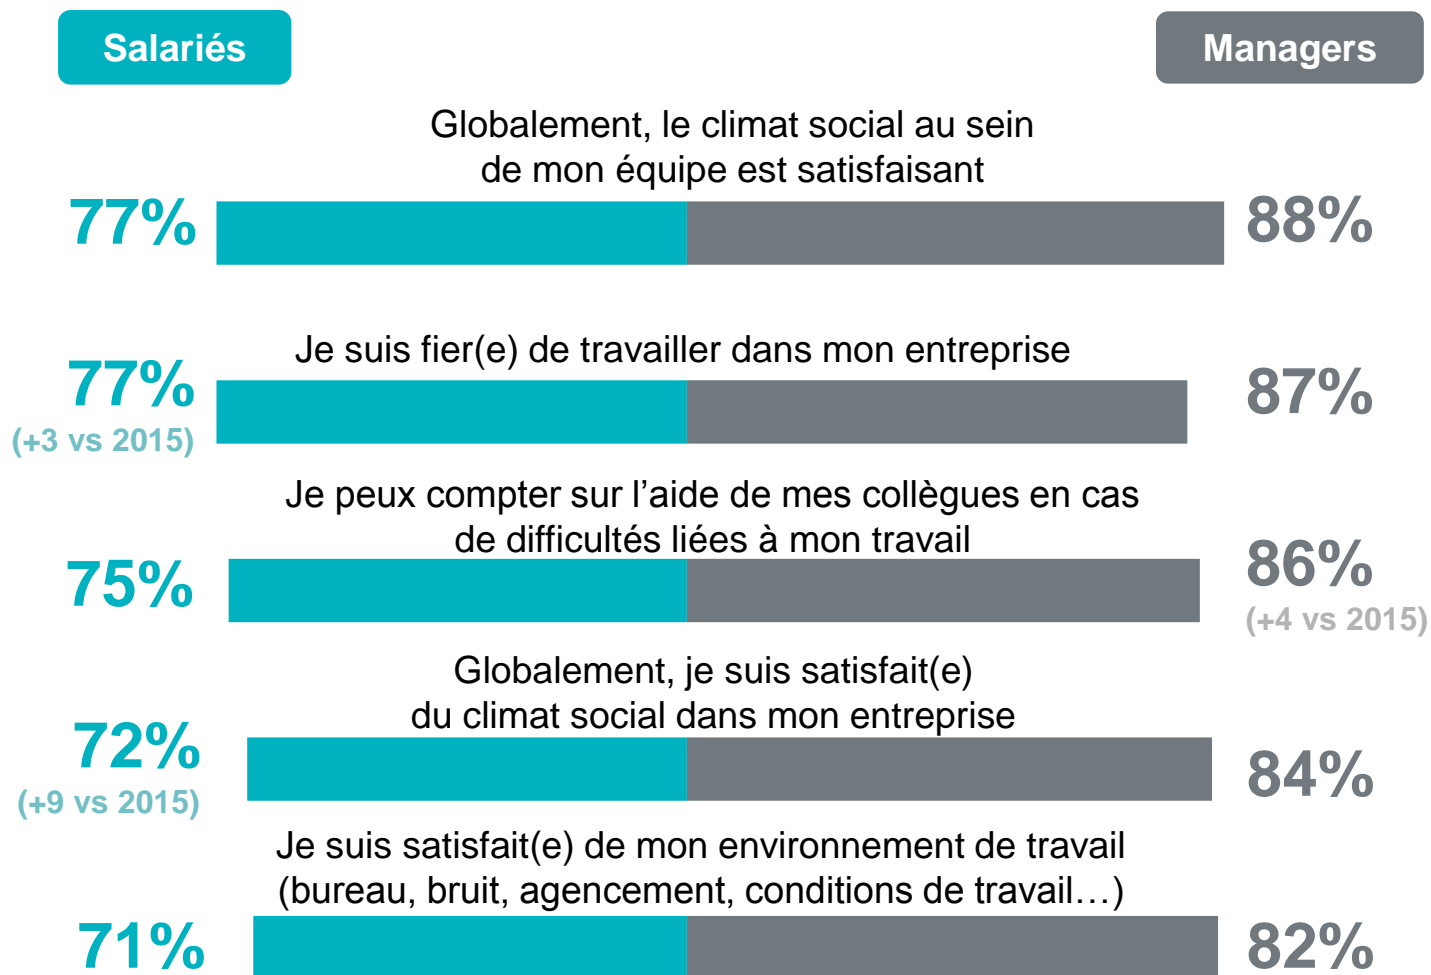 Salariés
Managers
Globalement, le climat social au sein
de mon équipe est satisfaisant
77%
88%
Je suis fier(e) de travailler dans mon entreprise
77%
(+3 vs 2015)
87%
Je peux compter sur l’aide de mes collègues en cas
de difficultés liées à mon travail
75%
86%
(+4 vs 2015)
Globalement, je suis satisfait(e)
du climat social dans mon entreprise
72%
(+9 vs 2015)
84%
Je suis satisfait(e) de mon environnement de travail
(bureau, bruit, agencement, conditions de travail…)
71%
82%